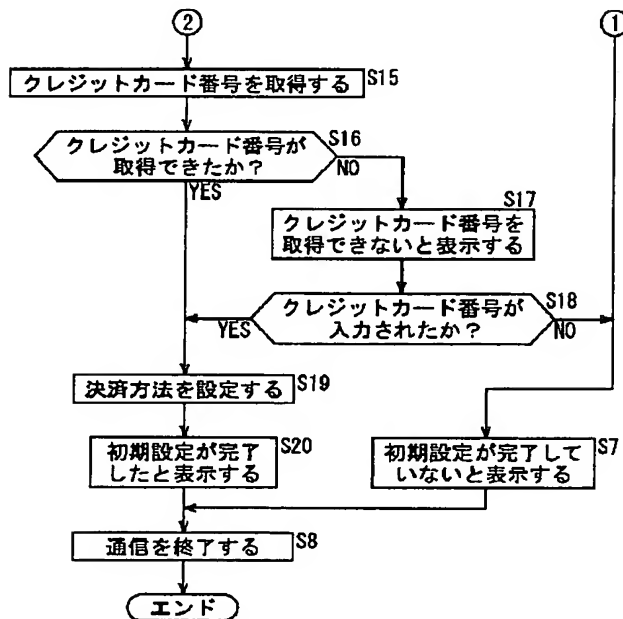 ②
①
クレジットカード番号を取得する
S15
クレジットカード番号が
取得できたか?
S16
NO
YES
S17
クレジットカード番号を
取得できないと表示する
クレジットカード番号が
入力されたか?
S18
YES
NO
決済方法を設定する
S19
初期設定が完了
したと表示する
S20
初期設定が完了して
いないと表示する
S7
通信を終了する
S8
エンド